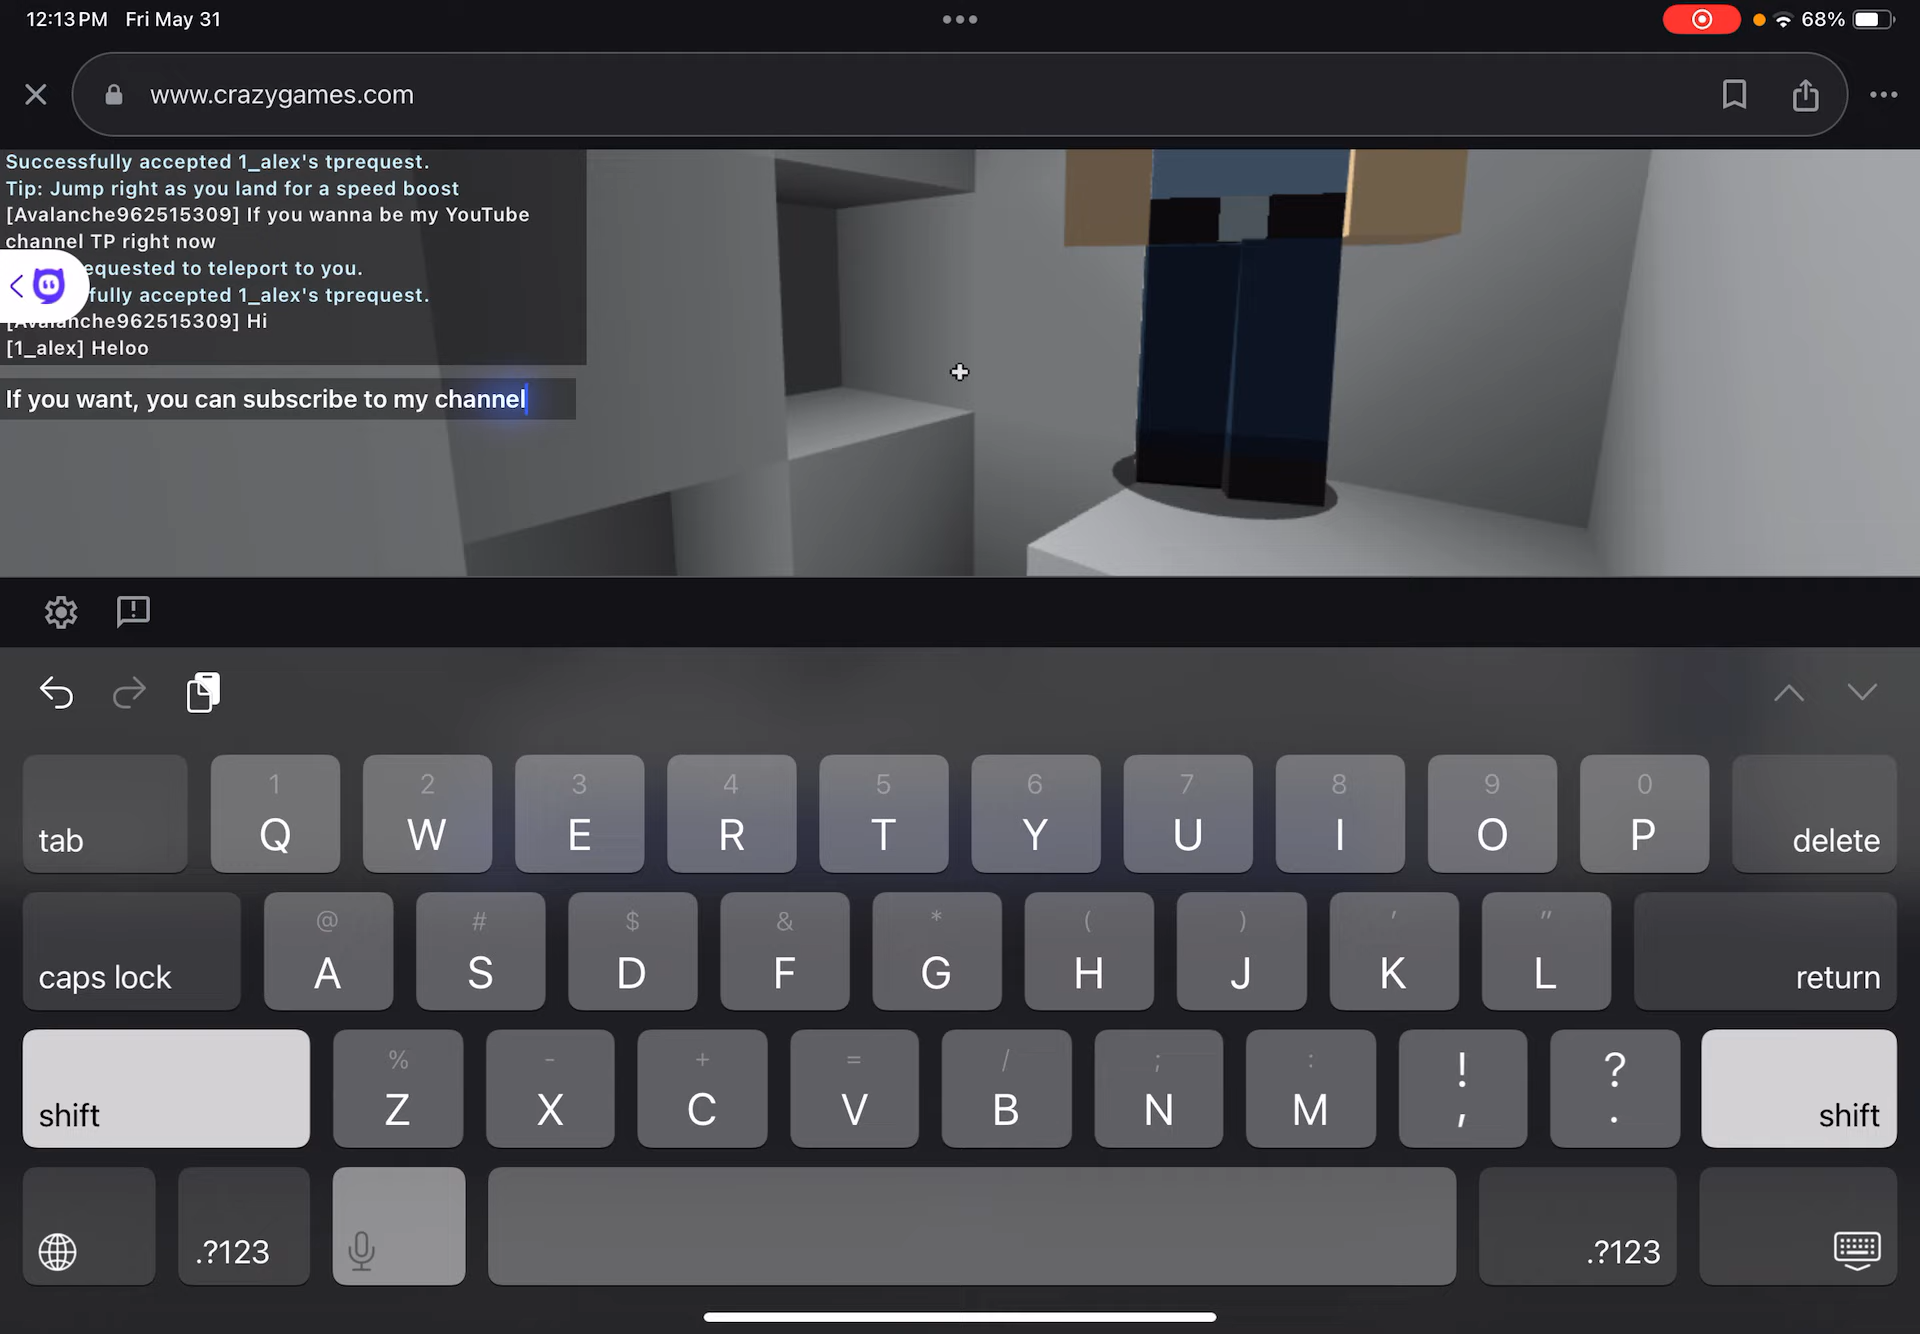 12:13 PM Fri May 31
68%
www.crazygames.com
Successfully accepted 1_alex's tprequest.
Tip: Jump right as you land for a speed boost
[Avalanche962515309] If you wanna be my YouTube
channel TP right now
equested to teleport to you.
fully accepted 1_alex's tprequest.
[Avalanche962515309] Hi
[1_alex] Heloo
If you want, you can subscribe to my channel
1 2 3 4 5 6 7 8 9 0
tab Q W E R T Y U I O P delete
@ # $ & * ( ) ' "
caps lock A S D F G H J K L return
% - + = / ; : ! ?
shift Z X C V B N M , . shift
.?123 .?123